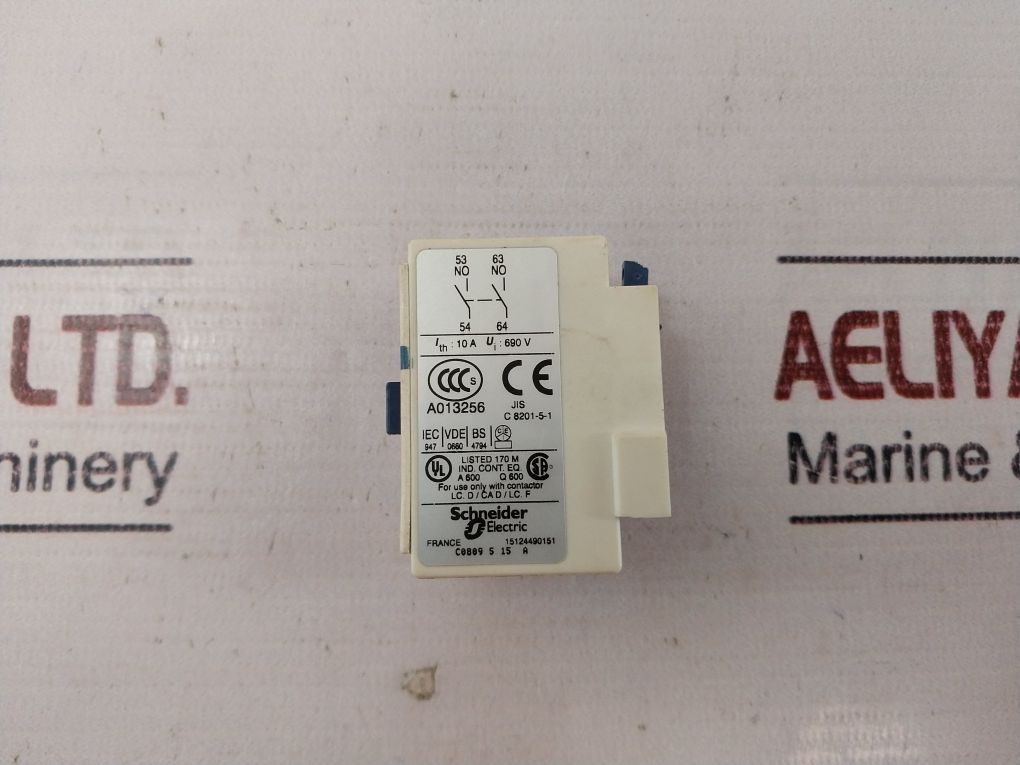 53 63
NO NO
54 64
Ith : 10 A Ui : 690 V
CCC S CE
A013256
JIS
C 8201-5-1
IEC VDE BS
947 0660 4794
UL LISTED 170 M
IND. CONT. EQ.
A 600 Q 600
For use only with contactor
LC. D / CA D / LC. F
Schneider
Electric
FRANCE 15124490151
C0809 S 15 A
LTD.
hinery
AELIYA
Marine &